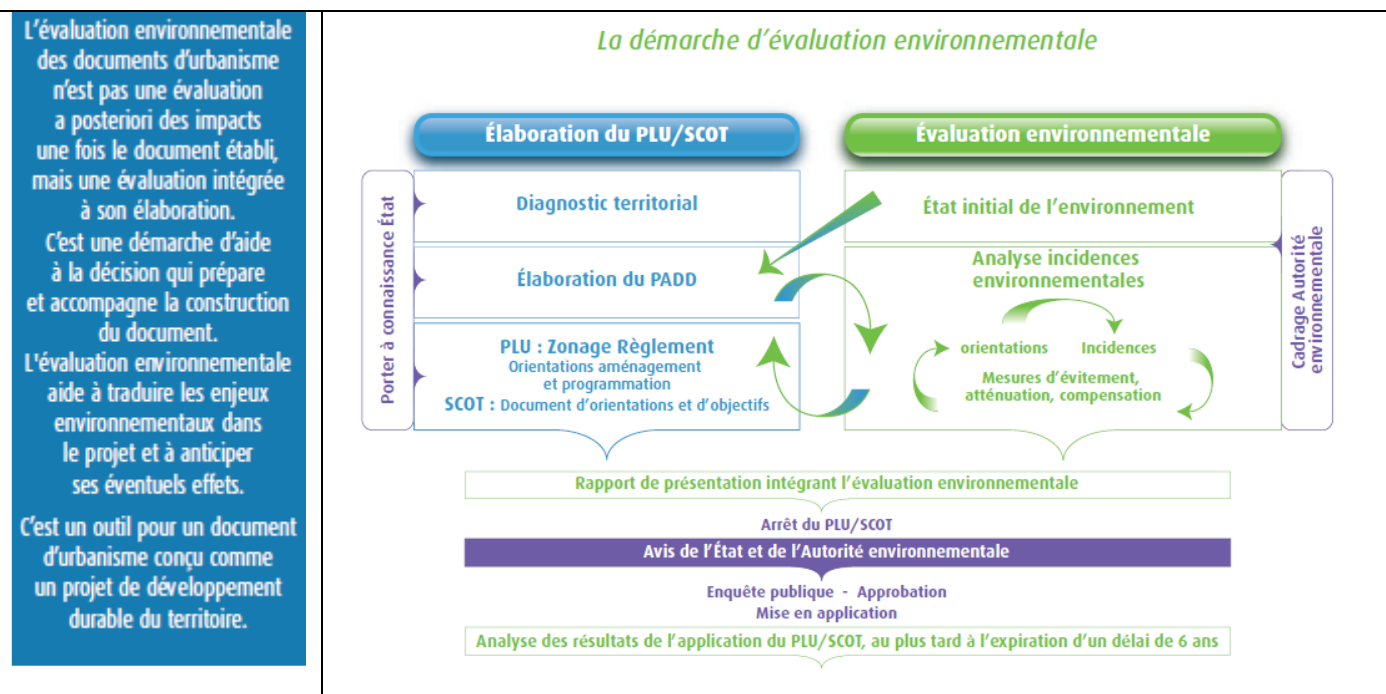 L'évaluation environnementale
des documents d'urbanisme
n'est pas une évaluation
a posteriori des impacts
une fois le document établi,
mais une évaluation intégrée
à son élaboration.
C'est une démarche d'aide
à la décision qui prépare
et accompagne la construction
du document.
L'évaluation environnementale
aide à traduire les enjeux
environnementaux dans
le projet et à anticiper
ses éventuels effets.
C'est un outil pour un document
d'urbanisme conçu comme
un projet de développement
durable du territoire.
La démarche d'évaluation environnementale
Élaboration du PLU/SCOT
Évaluation environnementale
Porter à connaissance État
Diagnostic territorial
Élaboration du PADD
PLU : Zonage Règlement
Orientations aménagement
et programmation
SCOT : Document d'orientations et d'objectifs
État initial de l'environnement
Analyse incidences
environnementales
orientations
Incidences
Mesures d'évitement,
atténuation, compensation
Cadrage Autorité
environnementale
Rapport de présentation intégrant l'évaluation environnementale
Arrêt du PLU/SCOT
Avis de l'État et de l'Autorité environnementale
Enquête publique - Approbation
Mise en application
Analyse des résultats de l'application du PLU/SCOT, au plus tard à l'expiration d'un délai de 6 ans